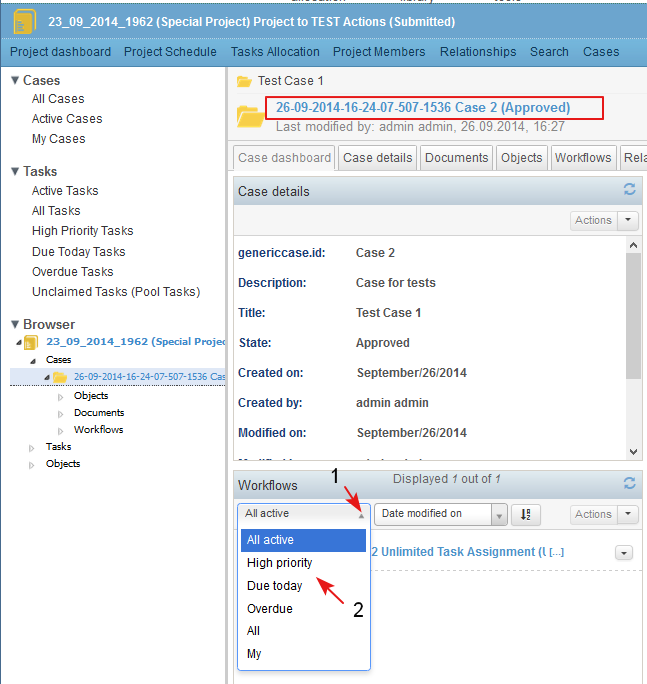 23_09_2014_1962 (Special Project) Project to TEST Actions (Submitted)
Project dashboard Project Schedule Tasks Allocation Project Members Relationships Search Cases
Cases
All Cases
Active Cases
My Cases
Tasks
Active Tasks
All Tasks
High Priority Tasks
Due Today Tasks
Overdue Tasks
Unclaimed Tasks (Pool Tasks)
Browser
23_09_2014_1962 (Special Projec
Cases
26-09-2014-16-24-07-507-1536 Cas
Objects
Documents
Workflows
Tasks
Objects
Test Case 1
26-09-2014-16-24-07-507-1536 Case 2 (Approved)
Last modified by: admin admin, 26.09.2014, 16:27
Case dashboard Case details Documents Objects Workflows Rela
Case details
Actions
genericcase.id: Case 2
Description: Case for tests
Title: Test Case 1
State: Approved
Created on: September/26/2014
Created by: admin admin
Modified on: September/26/2014
Workflows
Displayed 1 out of 1
1
All active
Date modified on
Actions
All active
High priority
Due today
Overdue
All
My
2 Unlimited Task Assignment (l [...]
2